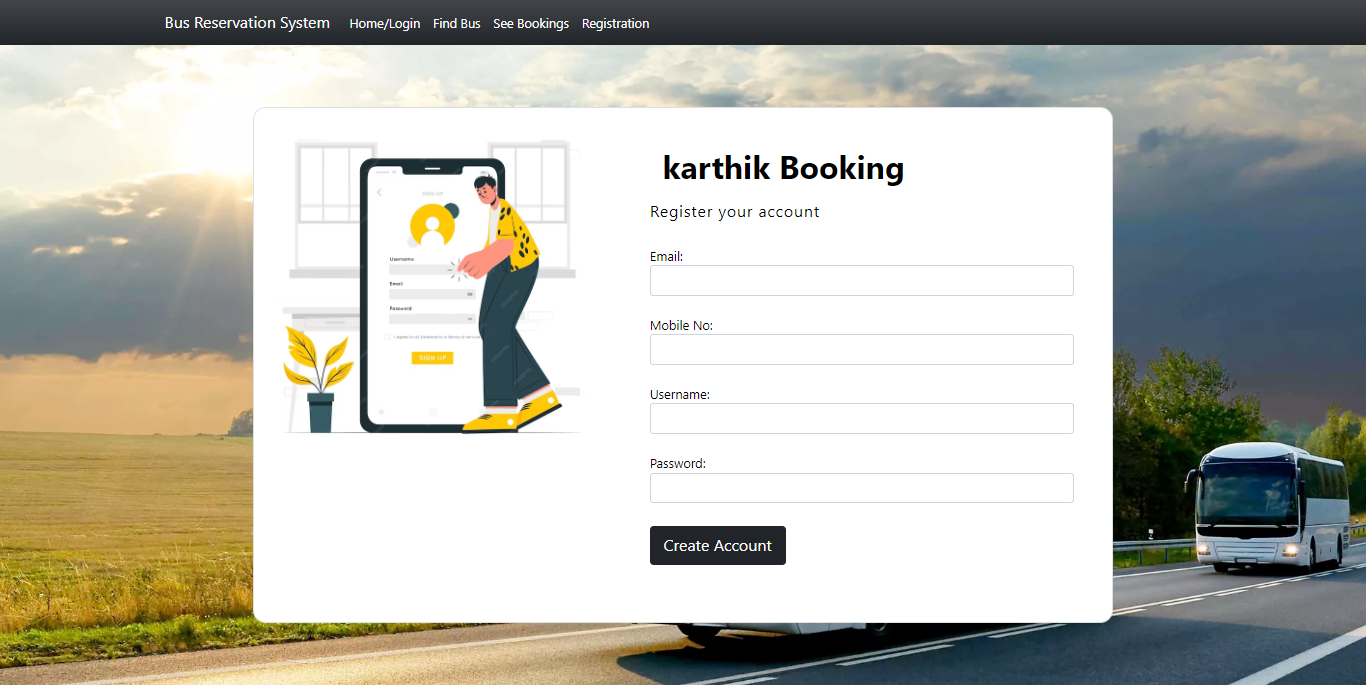 Bus Reservation System Home/Login Find Bus See Bookings Registration
karthik Booking
Register your account
Email:
Mobile No:
Username:
Password:
Create Account
SIGN UP
Username
Email
Password
SIGN UP